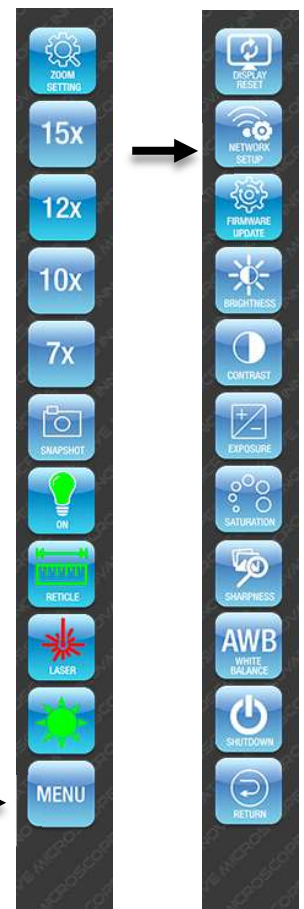 ZOOM
SETTING
15x
12x
10x
7x
SNAPSHOT
ON
RETICLE
LASER
MENU
DISPLAY
RESET
NETWORK
SETUP
FIRMWARE
UPDATE
BRIGHTNESS
CONTRAST
EXPOSURE
SATURATION
SHARPNESS
AWB
WHITE
BALANCE
SHUTDOWN
RETURN